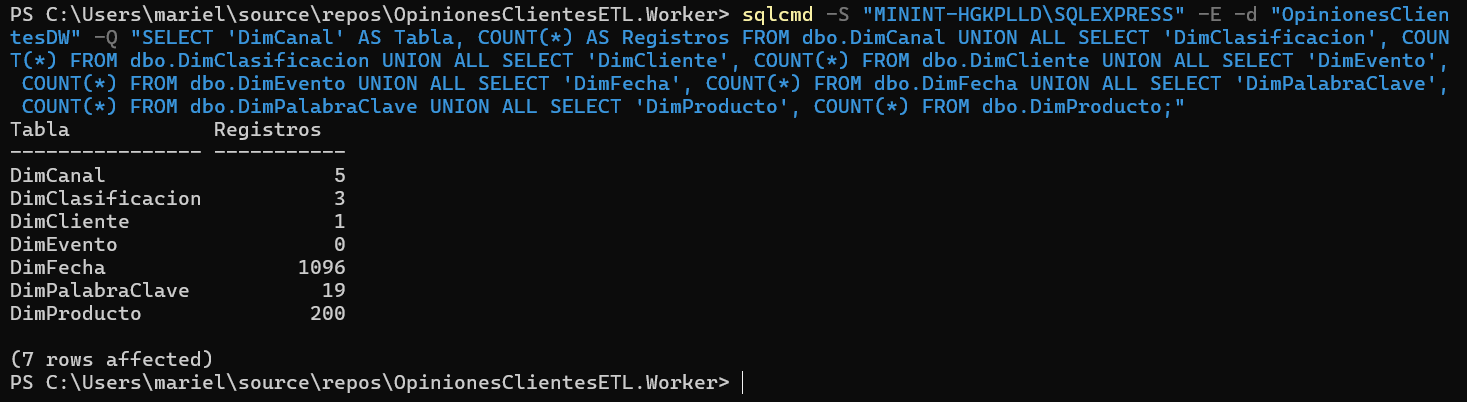 PS C:\Users\mariel\source\repos\OpinionesClientesETL.Worker> sqlcmd -S "MININT-HGKPLLD\SQLEXPRESS" -E -d "OpinionesClien
tesDW" -Q "SELECT 'DimCanal' AS Tabla, COUNT(*) AS Registros FROM dbo.DimCanal UNION ALL SELECT 'DimClasificacion', COUN
T(*) FROM dbo.DimClasificacion UNION ALL SELECT 'DimCliente', COUNT(*) FROM dbo.DimCliente UNION ALL SELECT 'DimEvento',
 COUNT(*) FROM dbo.DimEvento UNION ALL SELECT 'DimFecha', COUNT(*) FROM dbo.DimFecha UNION ALL SELECT 'DimPalabraClave',
 COUNT(*) FROM dbo.DimPalabraClave UNION ALL SELECT 'DimProducto', COUNT(*) FROM dbo.DimProducto;"
Tabla            Registros
---------------- -----------
DimCanal                   5
DimClasificacion           3
DimCliente                 1
DimEvento                  0
DimFecha                1096
DimPalabraClave           19
DimProducto              200

(7 rows affected)
PS C:\Users\mariel\source\repos\OpinionesClientesETL.Worker>